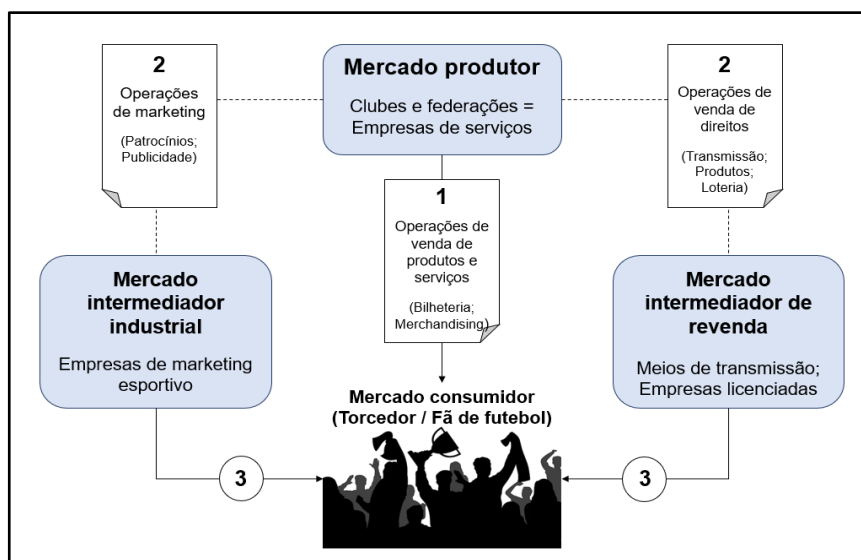 2
Operações
de marketing
(Patrocínios;
Publicidade)
Mercado produtor
Clubes e federações =
Empresas de serviços
2
Operações de
venda de
direitos
(Transmissão;
Produtos;
Loteria)
1
Operações de
venda de
produtos e
serviços
(Bilheteria;
Merchandising)
Mercado
intermediador
industrial
Empresas de marketing
esportivo
Mercado
intermediador de
revenda
Meios de transmissão;
Empresas licenciadas
Mercado consumidor
(Torcedor / Fã de futebol)
3
3